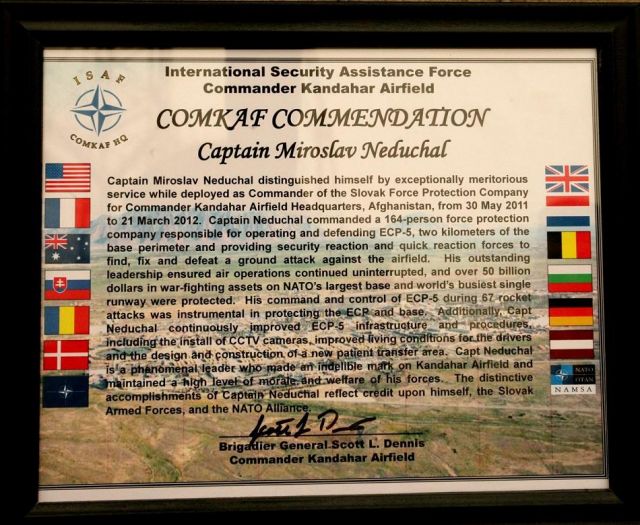 ISAF
COMKAF HQ
International Security Assistance Force
Commander Kandahar Airfield
COMKAF COMMENDATION
Captain Miroslav Neduchal
Captain Miroslav Neduchal distinguished himself by exceptionally meritorious
service while deployed as Commander of the Slovak Force Protection Company
for Commander Kandahar Airfield Headquarters, Afghanistan, from 30 May 2011
to 21 March 2012. Captain Neduchal commanded a 164-person force protection
company responsible for operating and defending ECP-5, two kilometers of the
base perimeter and providing security reaction and quick reaction forces to
find, fix and defeat a ground attack against the airfield. His outstanding
leadership ensured air operations continued uninterrupted, and over 50 billion
dollars in war-fighting assets on NATO's largest base and world's busiest single
runway were protected. His command and control of ECP-5 during 67 rocket
attacks was instrumental in protecting the ECP and base. Additionally, Capt
Neduchal continuously improved ECP-5 infrastructure and procedures,
including the install of CCTV cameras, improved living conditions for the drivers
and the design and construction of a new patient transfer area. Capt Neduchal
is a phenomenal leader who made an indelible mark on Kandahar Airfield and
maintained a high level of morale and welfare of his forces. The distinctive
accomplishments of Captain Neduchal reflect credit upon himself, the Slovak
Armed Forces, and the NATO Alliance.
Brigadier General Scott L. Dennis
Commander Kandahar Airfield
NATO
OTAN
NAMSA